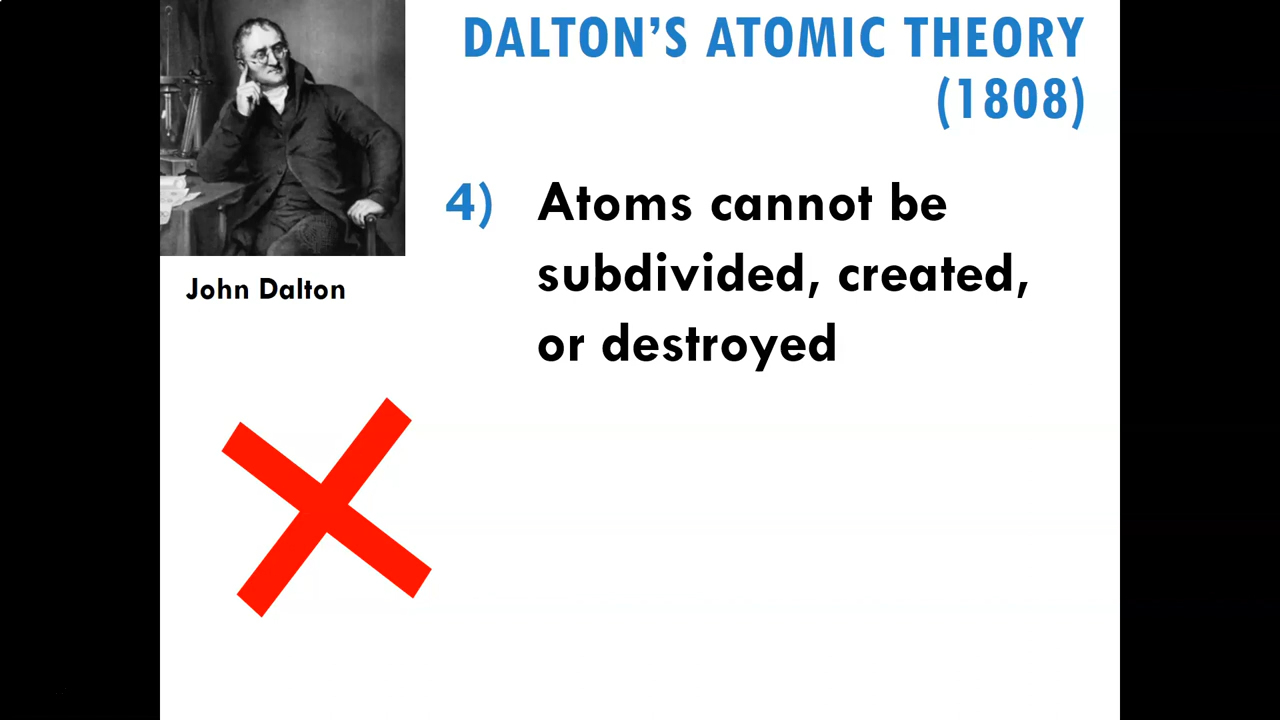 DALTON’S ATOMIC THEORY
(1808)
4) Atoms cannot be
subdivided, created,
or destroyed
John Dalton